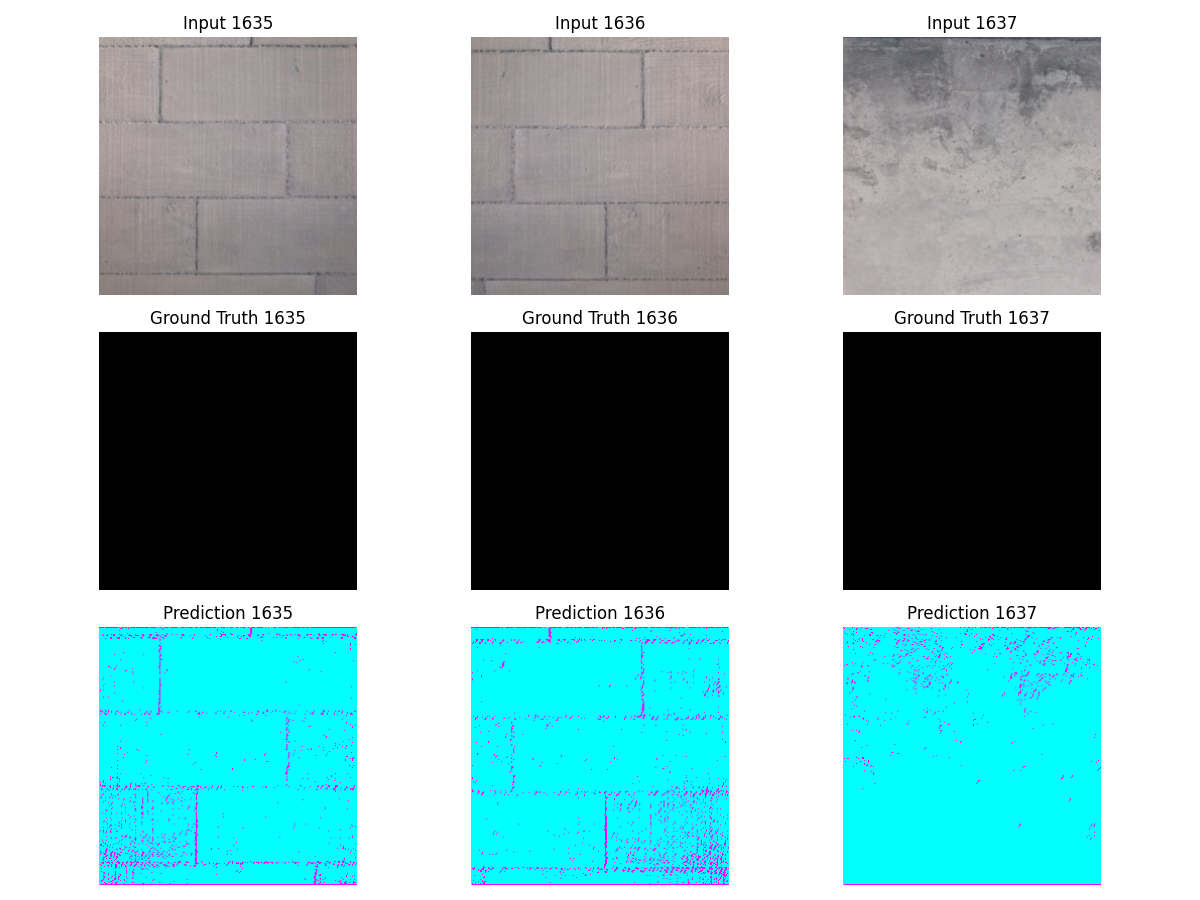 Input 1635
Input 1636
Input 1637
Ground Truth 1635
Ground Truth 1636
Ground Truth 1637
Prediction 1635
Prediction 1636
Prediction 1637